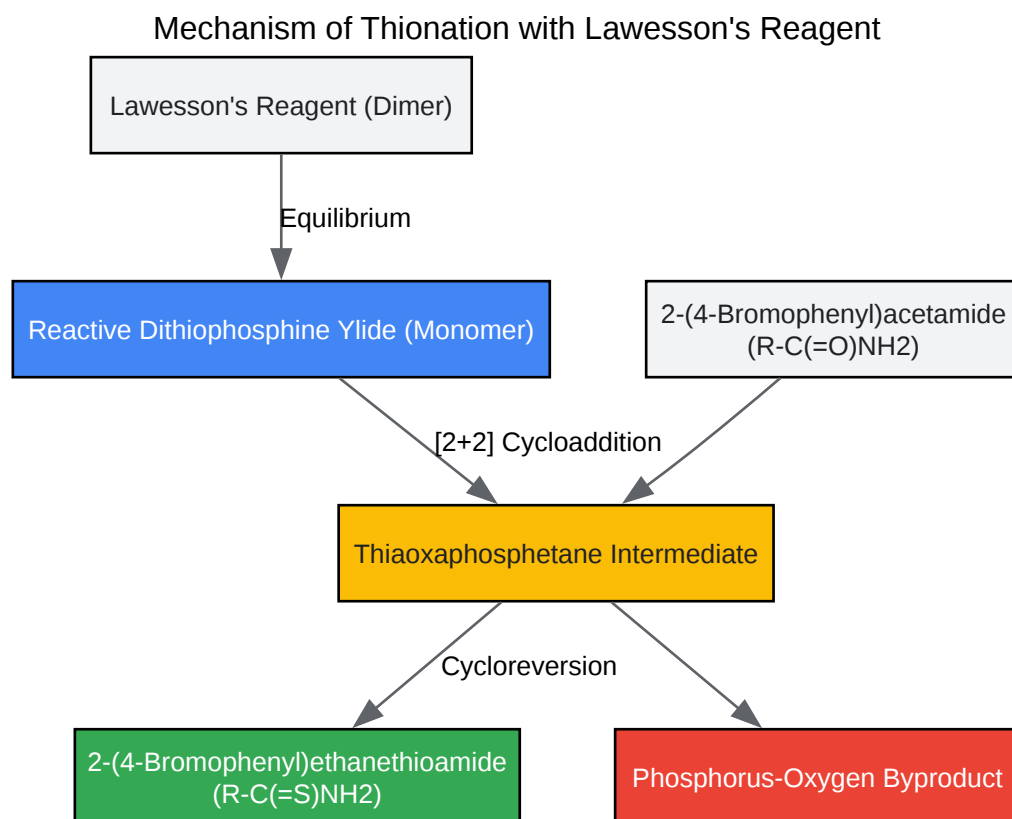 Mechanism of Thionation with Lawesson's Reagent
Lawesson's Reagent (Dimer)
Equilibrium
Reactive Dithiophosphine Ylide (Monomer)
2-(4-Bromophenyl)acetamide
(R-C(=O)NH2)
[2+2] Cycloaddition
Thiaoxaphosphetane Intermediate
Cycloreversion
2-(4-Bromophenyl)ethanethioamide
(R-C(=S)NH2)
Phosphorus-Oxygen Byproduct